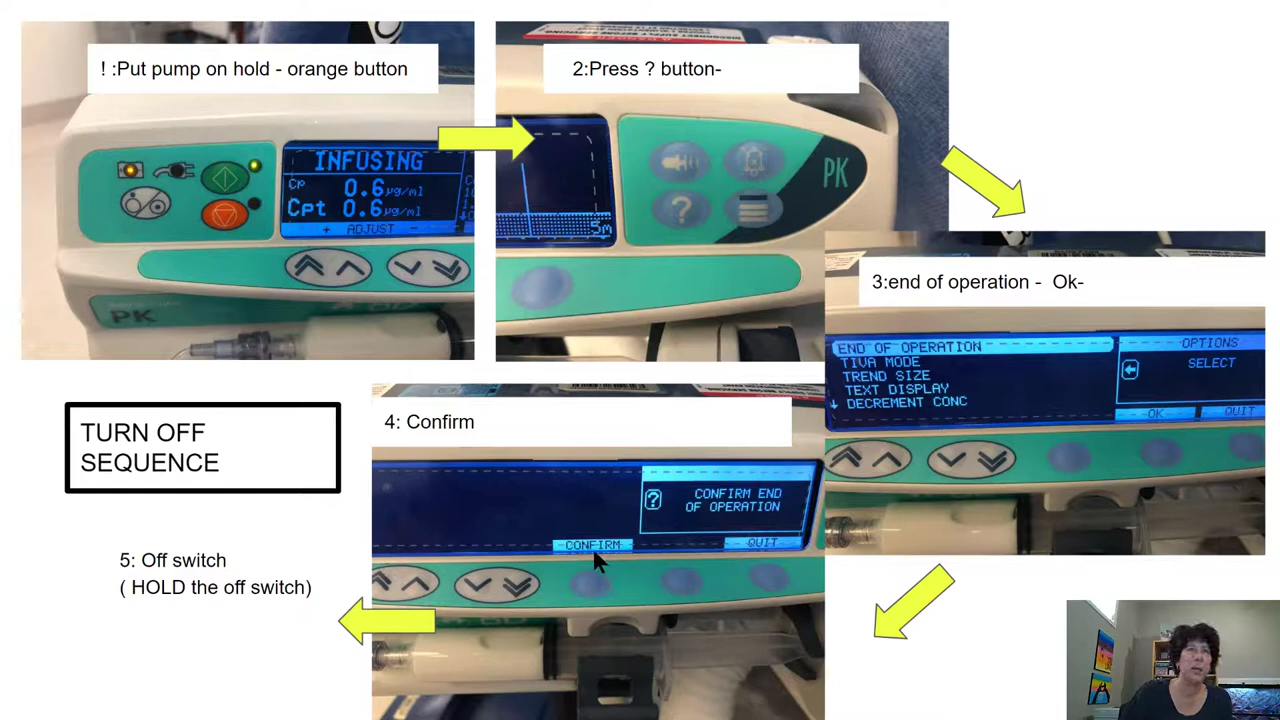 ! :Put pump on hold - orange button
INFUSING
Cp 0.6 µg/ml
Cpt 0.6 µg/ml
+ ADJUST -
PK
2:Press ? button-
5m
?
PK
3:end of operation - Ok-
END OF OPERATION
TIVA MODE
TREND SIZE
TEXT DISPLAY
DECREMENT CONC
OPTIONS
SELECT
OK
QUIT
4: Confirm
?
CONFIRM END
OF OPERATION
CONFIRM
QUIT
TURN OFF
SEQUENCE
5: Off switch
( HOLD the off switch)